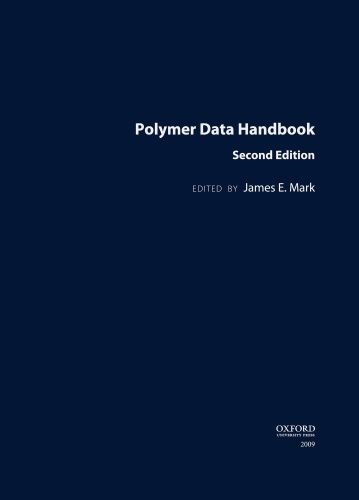 Polymer Data Handbook
Second Edition
EDITED BY James E. Mark
OXFORD
UNIVERSITY PRESS
2009